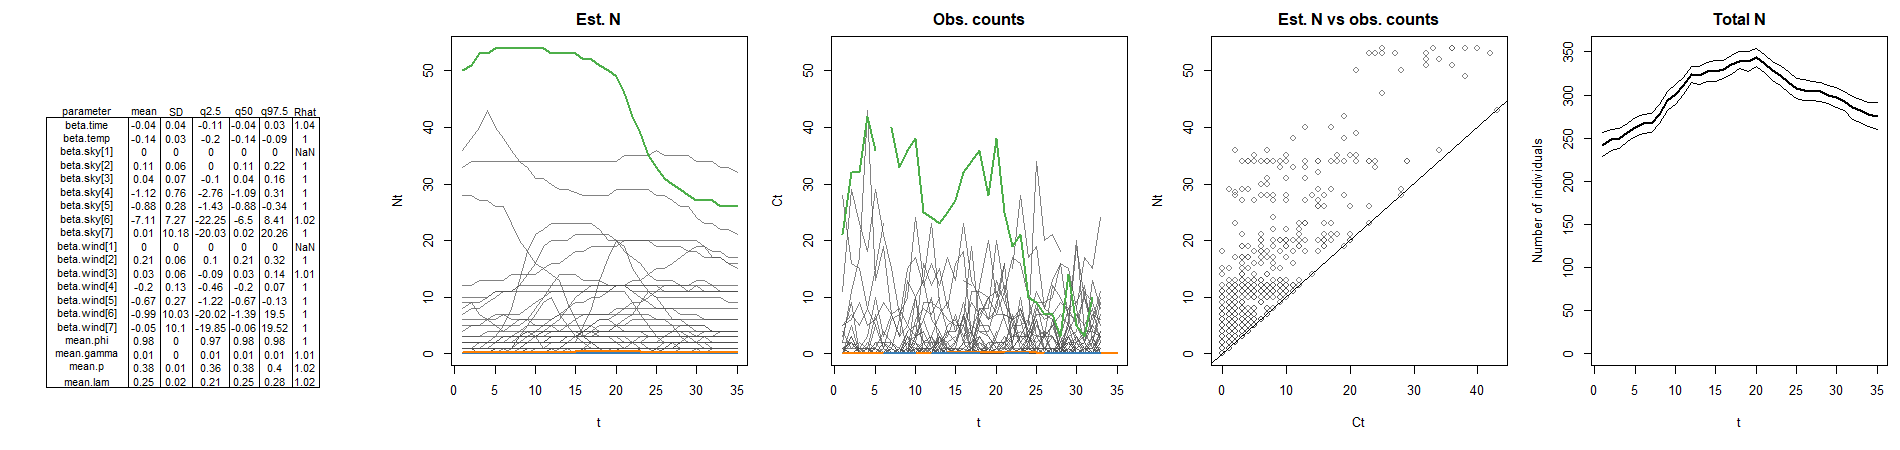 Est. N
Obs. counts
Est. N vs obs. counts
Total N
parameter mean SD q2.5 q50 q97.5 Rhat
beta.time -0.04 0.04 -0.11 -0.04 0.03 1.04
beta.temp -0.14 0.03 -0.2 -0.14 -0.09 1
beta.sky[1] 0 0 0 0 0 NaN
beta.sky[2] 0.11 0.06 0 0.11 0.22 1
beta.sky[3] 0.04 0.07 -0.1 0.04 0.16 1
beta.sky[4] -1.12 0.76 -2.76 -1.09 0.31 1
beta.sky[5] -0.88 0.28 -1.43 -0.88 -0.34 1
beta.sky[6] -7.11 7.27 -22.25 -6.5 8.41 1.02
beta.sky[7] 0.01 10.18 -20.03 0.02 20.26 1
beta.wind[1] 0 0 0 0 0 NaN
beta.wind[2] 0.21 0.06 0.1 0.21 0.32 1
beta.wind[3] 0.03 0.06 -0.09 0.03 0.14 1.01
beta.wind[4] -0.2 0.13 -0.46 -0.2 0.07 1
beta.wind[5] -0.67 0.27 -1.22 -0.67 -0.13 1
beta.wind[6] -0.99 10.03 -20.02 -1.39 19.5 1
beta.wind[7] -0.05 10.1 -19.85 -0.06 19.52 1
mean.phi 0.98 0 0.97 0.98 0.98 1
mean.gamma 0.01 0 0.01 0.01 0.01 1.01
mean.p 0.38 0.01 0.36 0.38 0.4 1.02
mean.lam 0.25 0.02 0.21 0.25 0.28 1.02
Nt
0 10 20 30 40 50
0 5 10 15 20 25 30 35
t
Ct
0 10 20 30 40 50
0 5 10 15 20 25 30 35
t
Nt
0 10 20 30 40 50
0 10 20 30 40
Ct
Number of individuals
0 50 100 150 200 250 300 350
0 5 10 15 20 25 30 35
t